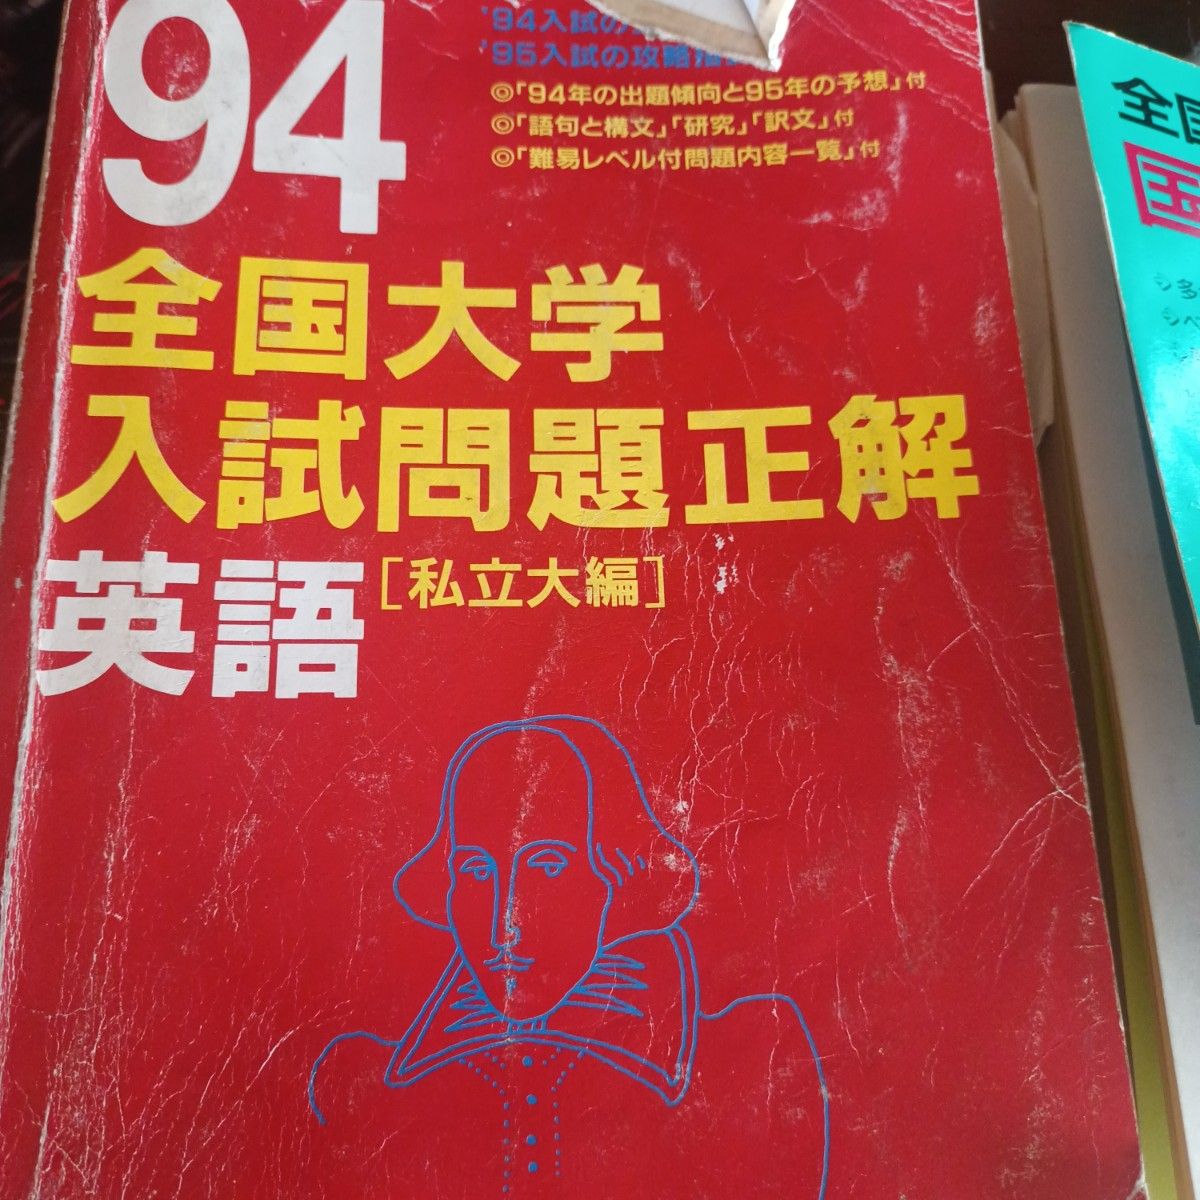 94
'94入試の
'95入試の攻略
◎「94年の出題傾向と95年の予想」付
◎「語句と構文」「研究」「訳文」付
◎「難易レベル付問題内容一覧」付
全国大学
入試問題正解
英語
［私立大編］
全